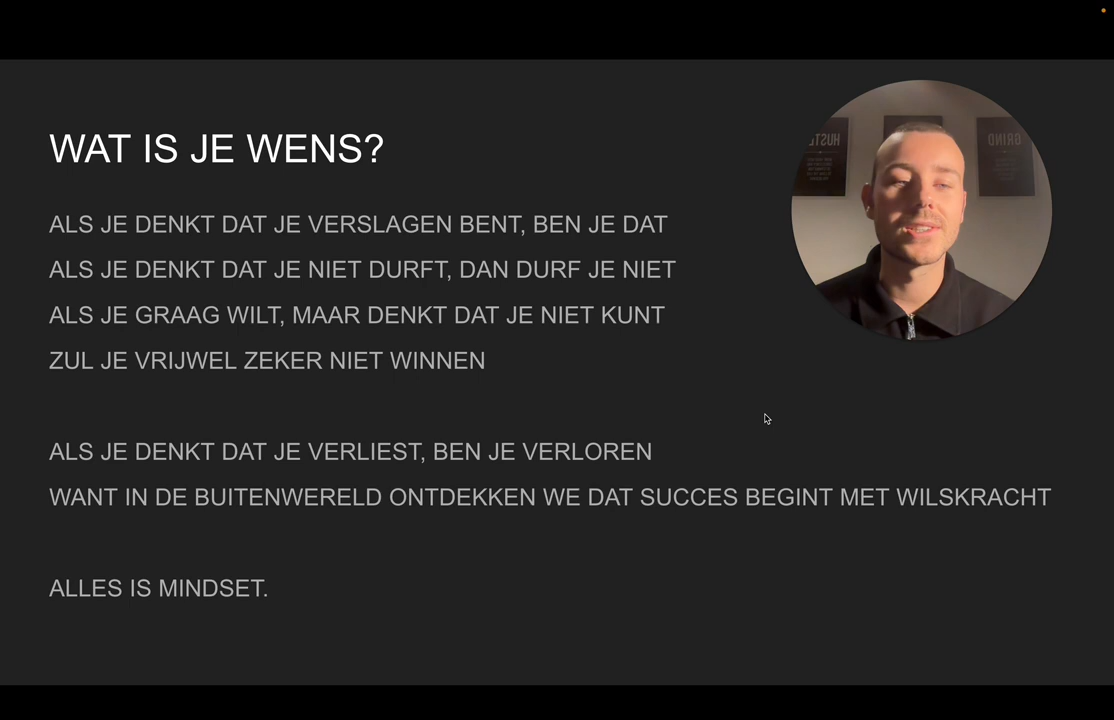 WAT IS JE WENS?
ALS JE DENKT DAT JE VERSLAGEN BENT, BEN JE DAT
ALS JE DENKT DAT JE NIET DURFT, DAN DURF JE NIET
ALS JE GRAAG WILT, MAAR DENKT DAT JE NIET KUNT
ZUL JE VRIJWEL ZEKER NIET WINNEN
ALS JE DENKT DAT JE VERLIEST, BEN JE VERLOREN
WANT IN DE BUITENWERELD ONTDEKKEN WE DAT SUCCES BEGINT MET WILSKRACHT
ALLES IS MINDSET.
HUSTLE
GRIND